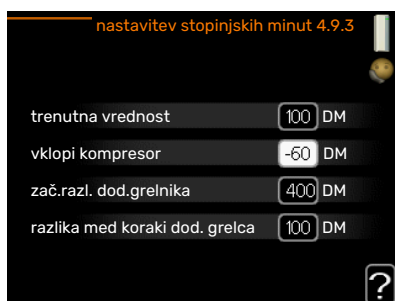 nastavitev stopinjskih minut 4.9.3
trenutna vrednost 100 DM
vklopi kompresor -60 DM
zač.razl. dod.grelnika 400 DM
razlika med koraki dod. grelca 100 DM
?